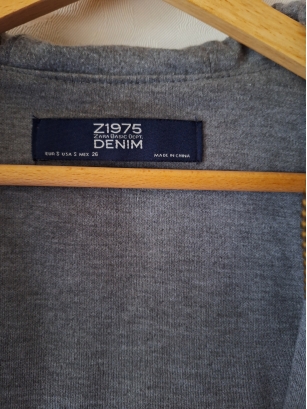 Z1975
ZARA BASIC DEPT.
DENIM
EUR S USA S MEX 26 MADE IN CHINA